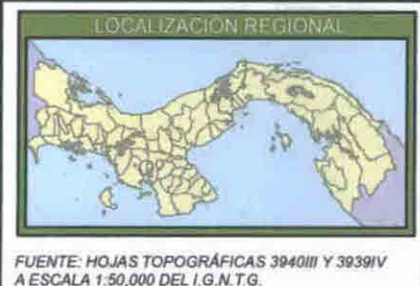 LOCALIZACIÓN REGIONAL
FUENTE: HOJAS TOPOGRÁFICAS 3940III Y 3939IV
A ESCALA 1:50,000 DEL I.G.N.T.G.